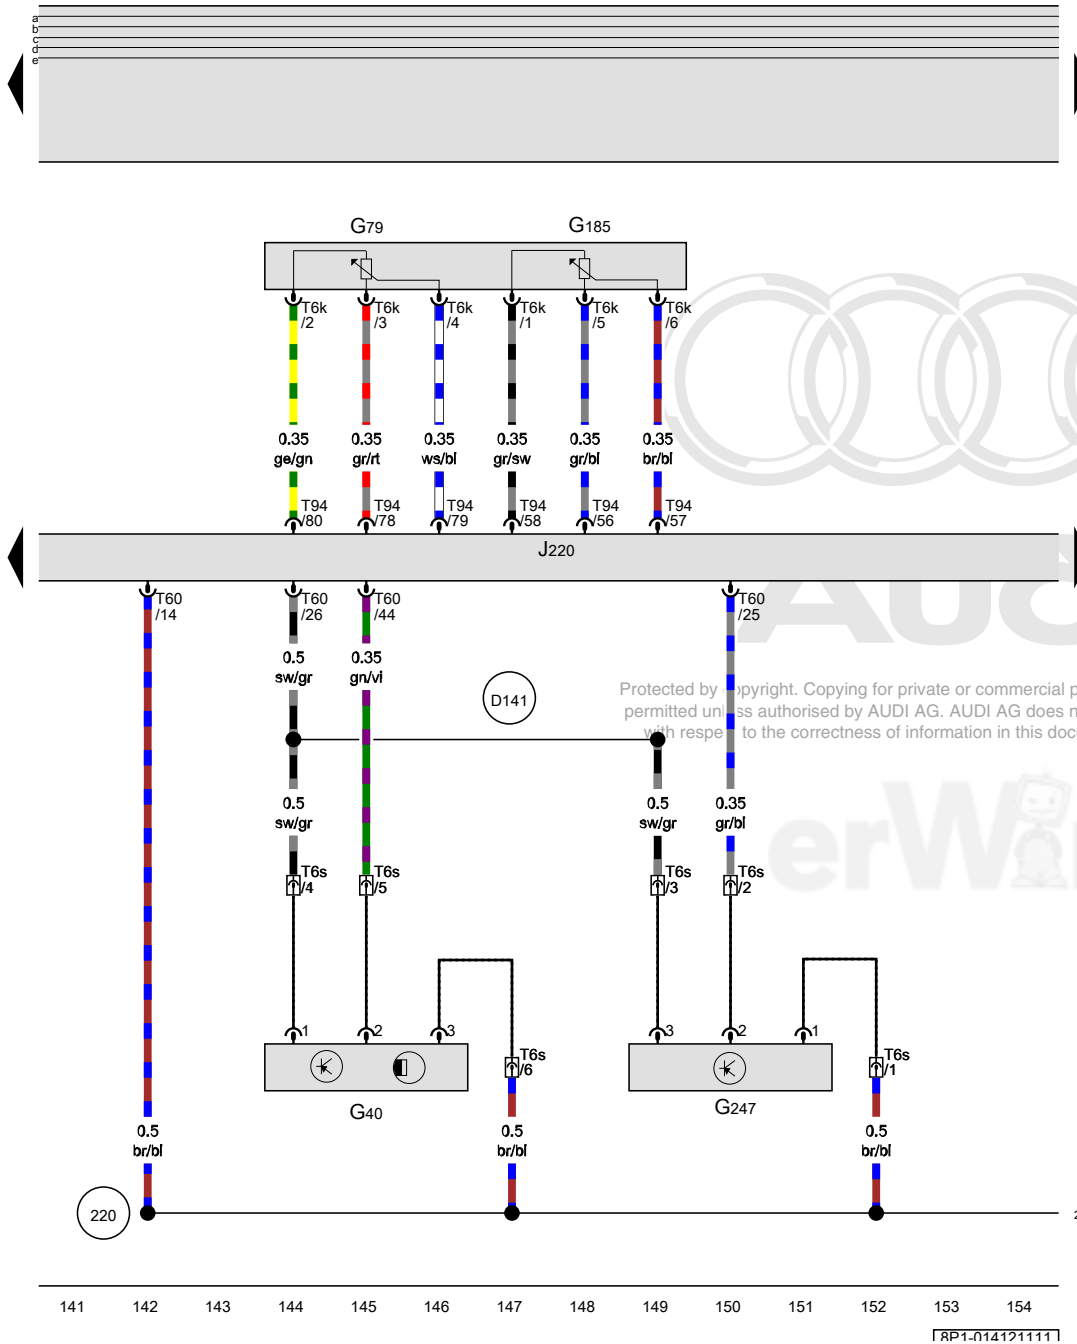 a
b
c
d
e
G79 G185
T6k T6k T6k T6k T6k T6k
/2 /3 /4 /1 /5 /6
0.35 0.35 0.35 0.35 0.35 0.35
ge/gn gr/rt ws/bl gr/sw gr/bl br/bl
T94 T94 T94 T94 T94 T94
/80 /78 /79 /58 /56 /57
J220
T60 T60 T60 T60
/14 /26 /44 /25
0.5 0.35
sw/gr gn/vi
D141
Protected by copyright. Copying for private or commercial p
permitted unless authorised by AUDI AG. AUDI AG does n
with respect to the correctness of information in this doc
0.5 0.5 0.35
sw/gr sw/gr gr/bl
T6s T6s T6s T6s
/4 /5 /3 /2
1 2 3 3 2 1
T6s T6s
/6 /1
G40 G247
0.5 0.5 0.5
br/bl br/bl br/bl
220 2
141 142 143 144 145 146 147 148 149 150 151 152 153 154
8P1-014121111